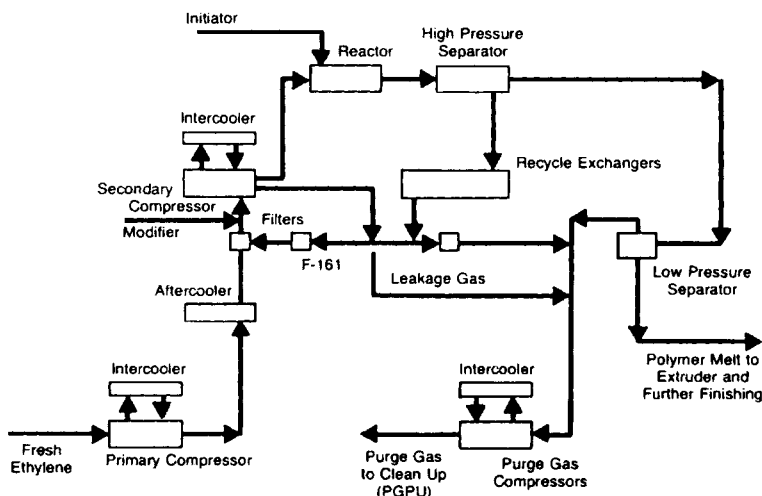 Initiator
Reactor
High Pressure
Separator
Intercooler
Recycle Exchangers
Secondary
Compressor
Modifier
Filters
F-161
Leakage Gas
Low Pressure
Separator
Aftercooler
Polymer Melt to
Extruder and
Further Finishing
Intercooler
Intercooler
Fresh
Ethylene
Primary Compressor
Purge Gas
to Clean Up
(PGPU)
Purge Gas
Compressors